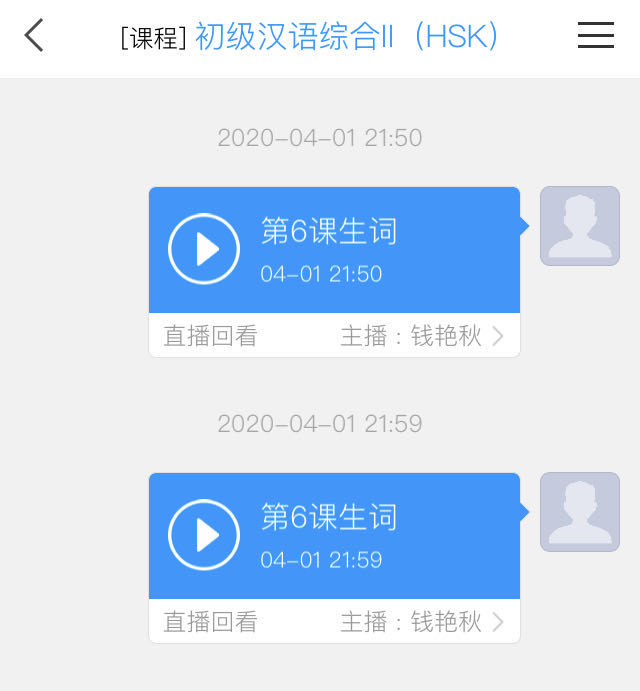 [课程] 初级汉语综合II（HSK）
2020-04-01 21:50
第6课生词
04-01 21:50
直播回看 主播：钱艳秋
2020-04-01 21:59
第6课生词
04-01 21:59
直播回看 主播：钱艳秋